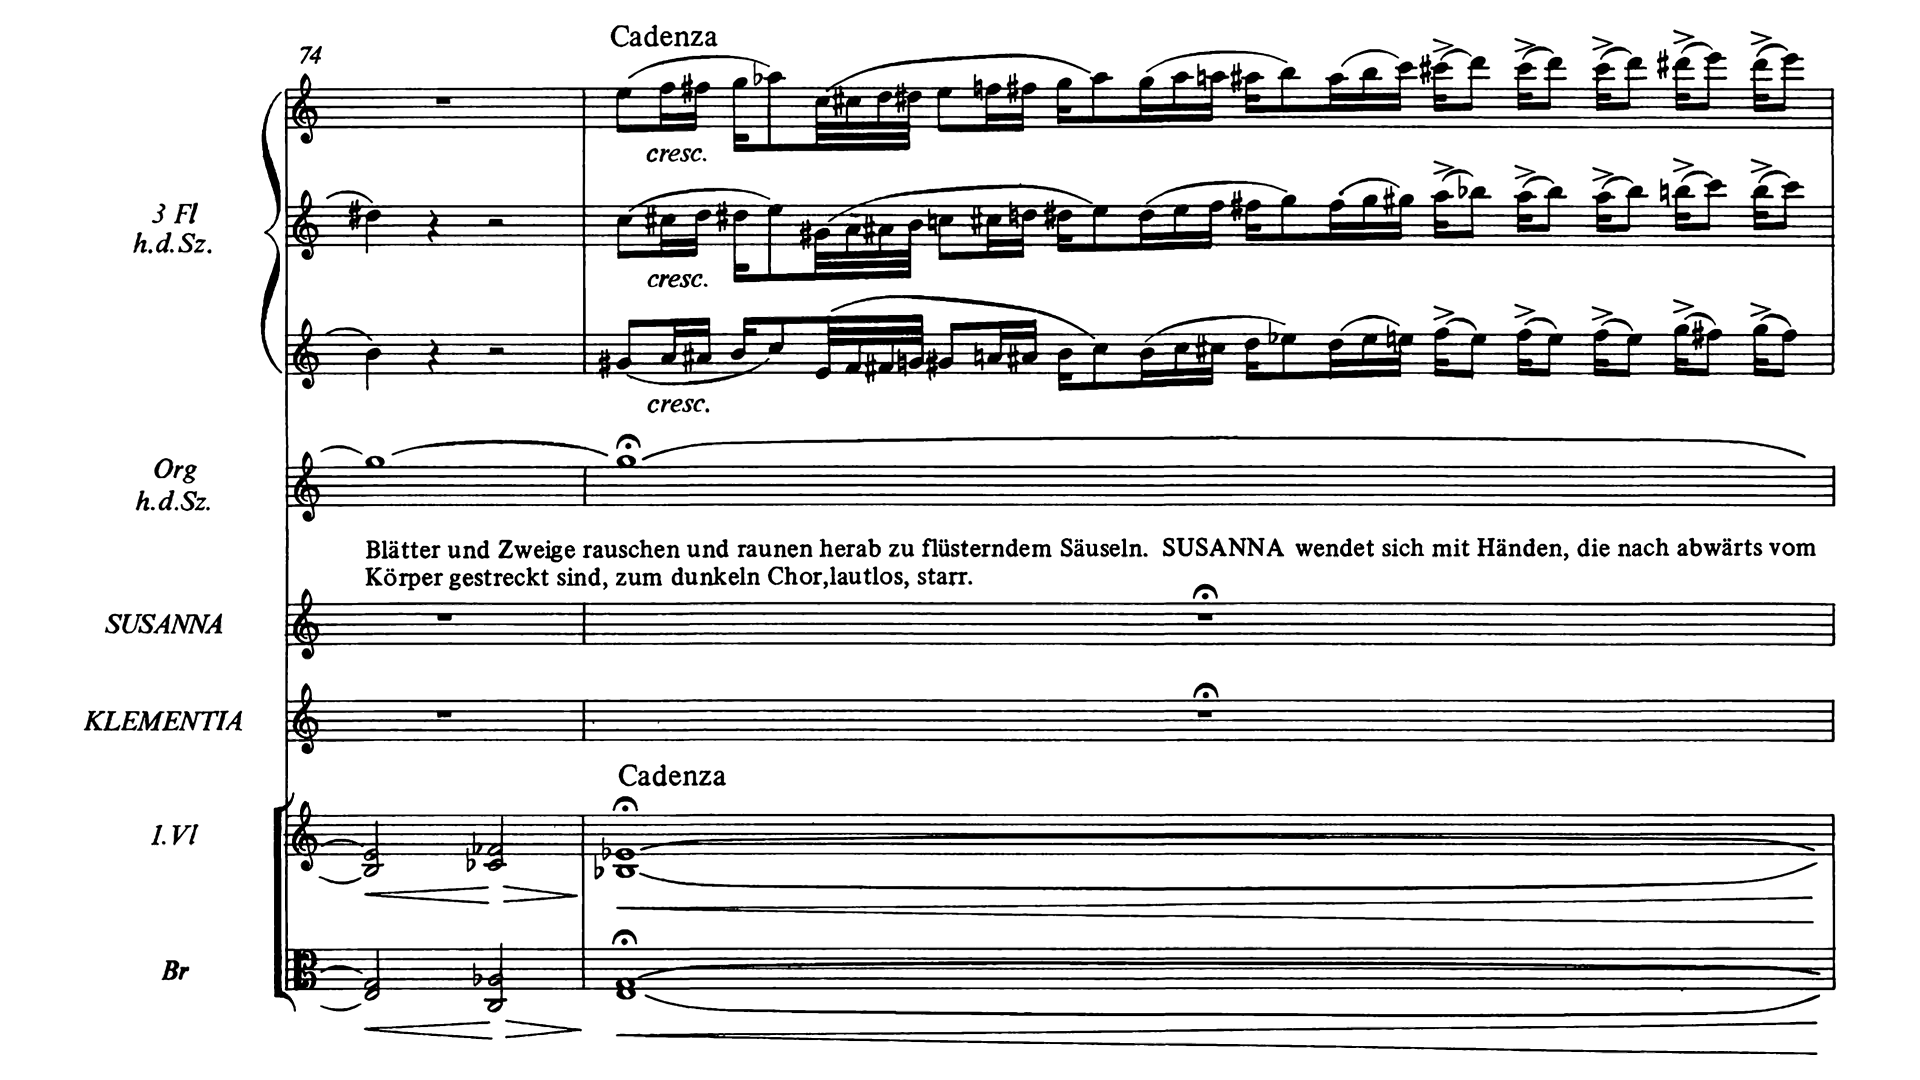 74
Cadenza
cresc.
3 Fl
h.d.Sz.
cresc.
cresc.
Org
h.d.Sz.
Blätter und Zweige rauschen und raunen herab zu flüsterndem Säuseln. SUSANNA wendet sich mit Händen, die nach abwärts vom
Körper gestreckt sind, zum dunkeln Chor,lautlos, starr.
SUSANNA
KLEMENTIA
Cadenza
1.Vl
Br